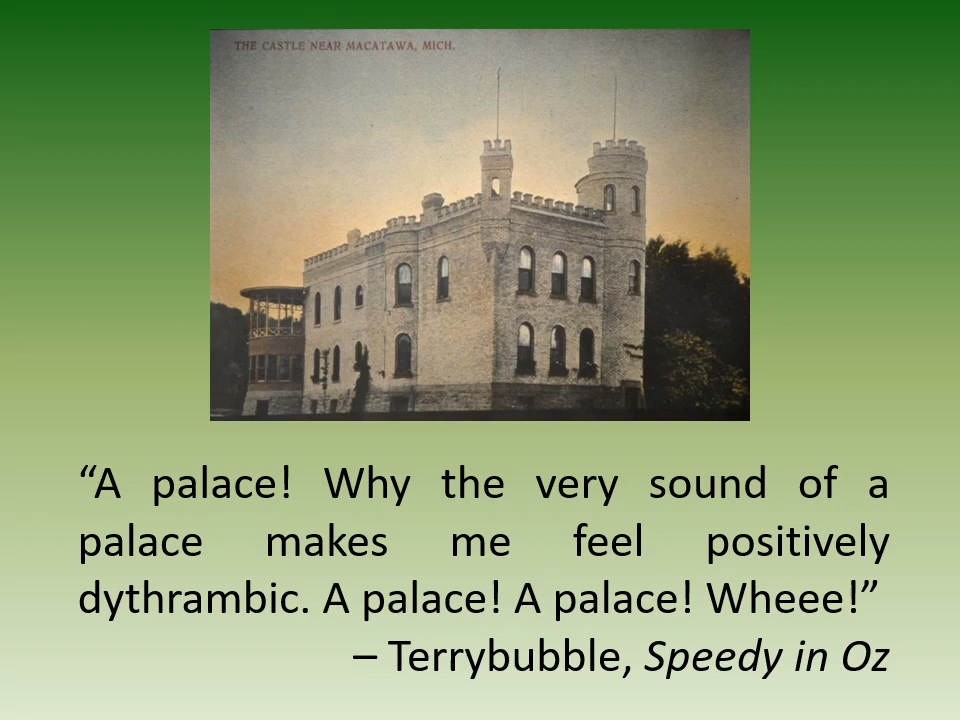 THE CASTLE NEAR MACATAWA, MICH.
“A palace! Why the very sound of a
palace makes me feel positively
dythrambic. A palace! A palace! Wheee!”
– Terrybubble, Speedy in Oz